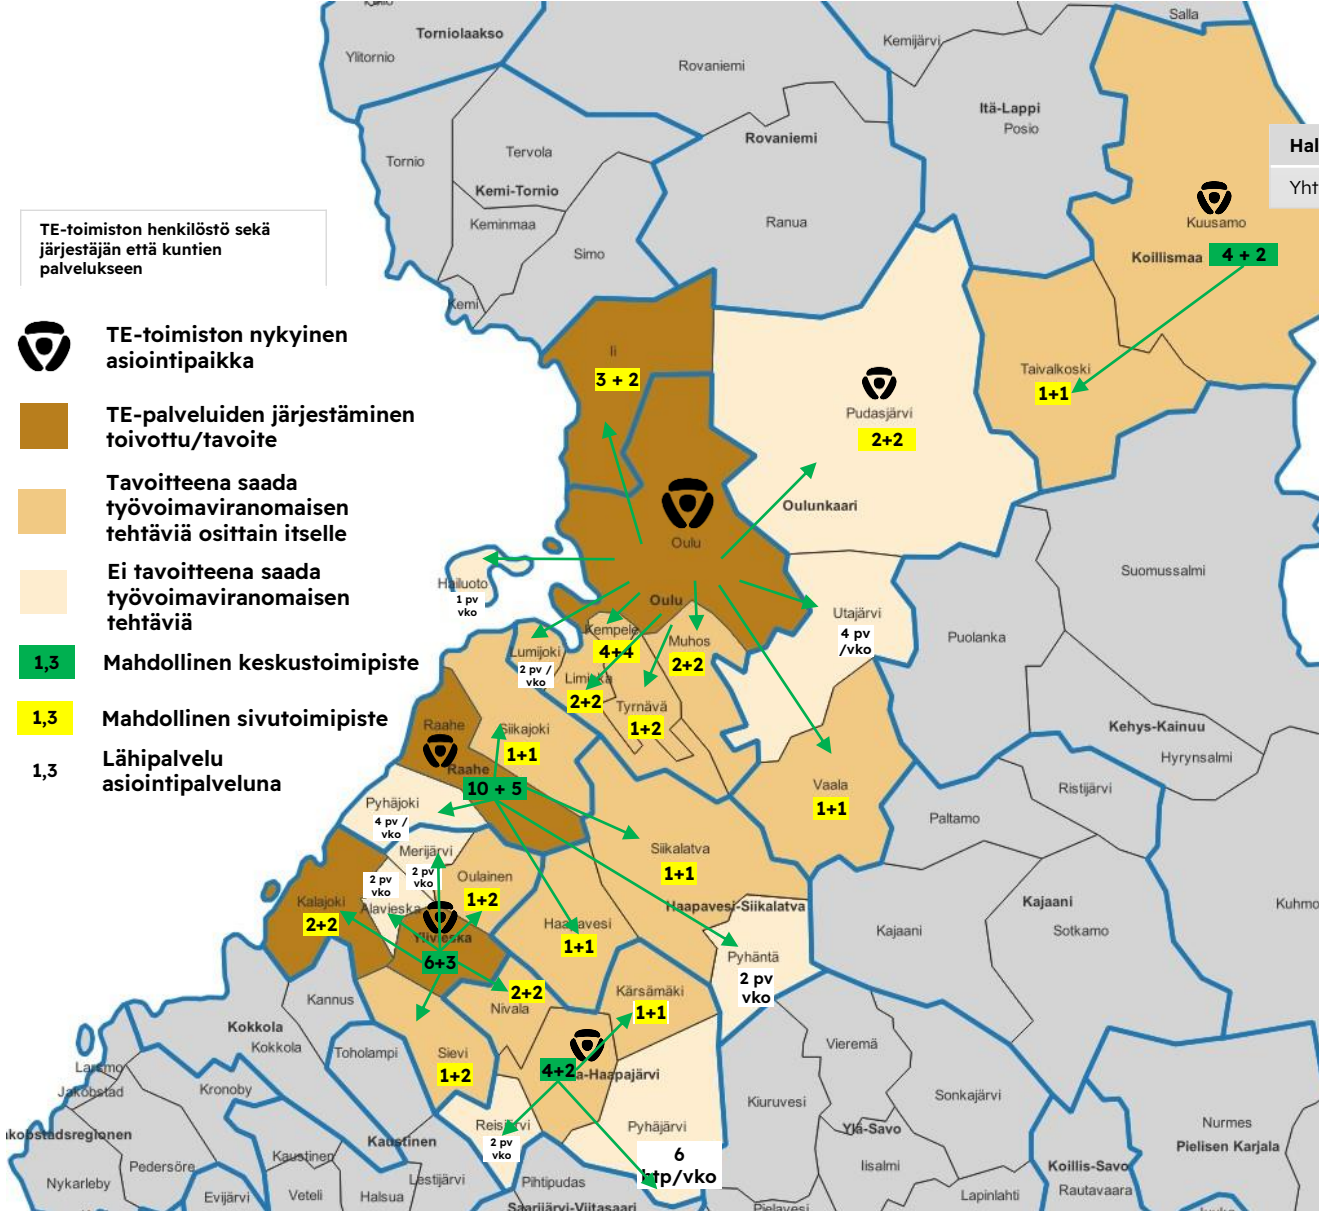 Salla
Torniolaakso
Kemijärvi
Ylitornio
Rovaniemi
Itä-Lappi
Posio
Rovaniemi
Hal
Tornio
Tervola
Yht
Kemi-Tornio
Keminmaa
Ranua
Kuusamo
Koillismaa
4 + 2
Simo
Kemi
TE-toimiston henkilöstö sekä
järjestäjän että kuntien
palvelukseen
TE-toimiston nykyinen
asiointipaikka
TE-palveluiden järjestäminen
toivottu/tavoite
Tavoitteena saada
työvoimaviranomaisen
tehtäviä osittain itselle
Ei tavoitteena saada
työvoimaviranomaisen
tehtäviä
1,3
Mahdollinen keskustoimipiste
1,3
Mahdollinen sivutoimipiste
1,3
Lähipalvelu
asiointipalveluna
Ii
3 + 2
Taivalkoski
1+1
Pudasjärvi
2+2
Oulunkaari
Oulu
Suomussalmi
Hailuoto
1 pv
vko
Oulu
Utajärvi
4 pv
/vko
Puolanka
Kempele
4+4
Muhos
2+2
Lumijoki
2 pv /
vko
2+2
Tyrnävä
1+2
Raahe
Siikajoki
1+1
Raahe
10 + 5
Kehys-Kainuu
Hyrynsalmi
Ristijärvi
Vaala
1+1
Paltamo
Pyhäjoki
4 pv /
vko
Merijärvi
2 pv
vko
2 pv
vko
Oulainen
1+2
Siikalatva
1+1
Kalajoki
2+2
Alavieska
Ylivieska
6+3
Haapavesi
1+1
Haapavesi-Siikalatva
Kajaani
Kuhmo
Kajaani
Sotkamo
Pyhäntä
2 pv
vko
2+2
Nivala
Kärsämäki
1+1
Kannus
Kokkola
Kokkola
Toholampi
Sievi
1+2
4+2
a-Haapajärvi
Vieremä
Larsmo
Jakobstad
Kronoby
Sonkajärvi
Kiuruvesi
Reisjärvi
2 pv
vko
Pyhäjärvi
6
htp/vko
Ylä-Savo
Nurmes
Pielisen Karjala
akobstadsregionen
Kaustinen
Kaustinen
Pedersöre
Iisalmi
Koillis-Savo
Rautavaara
Nykarleby
Evijärvi
Veteli
Halsua
Lestijärvi
Pihtipudas
Lapinlahti
Saarijärvi-Viitasaari
Pielavesi